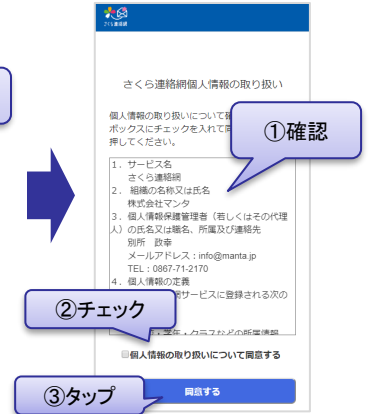 さくら連絡網
さくら連絡網個人情報の取り扱い
個人情報の取り扱いについて
ボックスにチェックを入れて同
押してください。
①確認
1．サービス名
さくら連絡網
2．組織の名称又は氏名
株式会社マンタ
3．個人情報保護管理者（若しくはその代理
人）の氏名又は職名、所属及び連絡先
別所　政幸
メールアドレス：info@manta.jp
TEL：0867-71-2170
4．個人情報の定義
サービスに登録される次の
②チェック
・学年・クラスなどの所属情報
個人情報の取り扱いについて同意する
③タップ
同意する